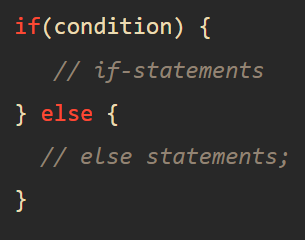 if(condition) {
// if-statements
} else {
// else statements;
}